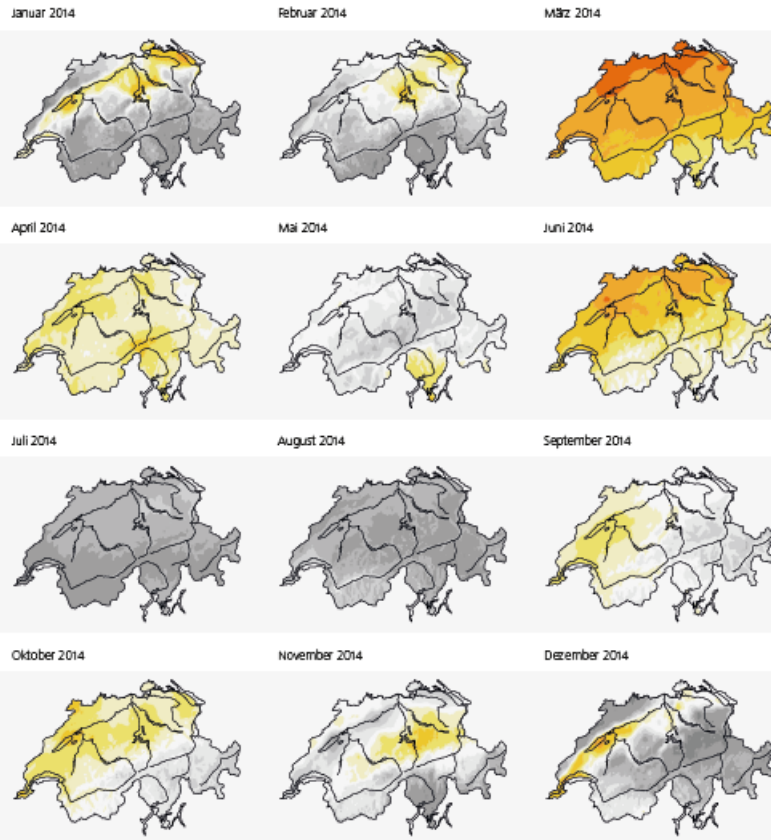 Januar 2014
Februar 2014
März 2014
April 2014
Mai 2014
Juni 2014
Juli 2014
August 2014
September 2014
Oktober 2014
November 2014
Dezember 2014